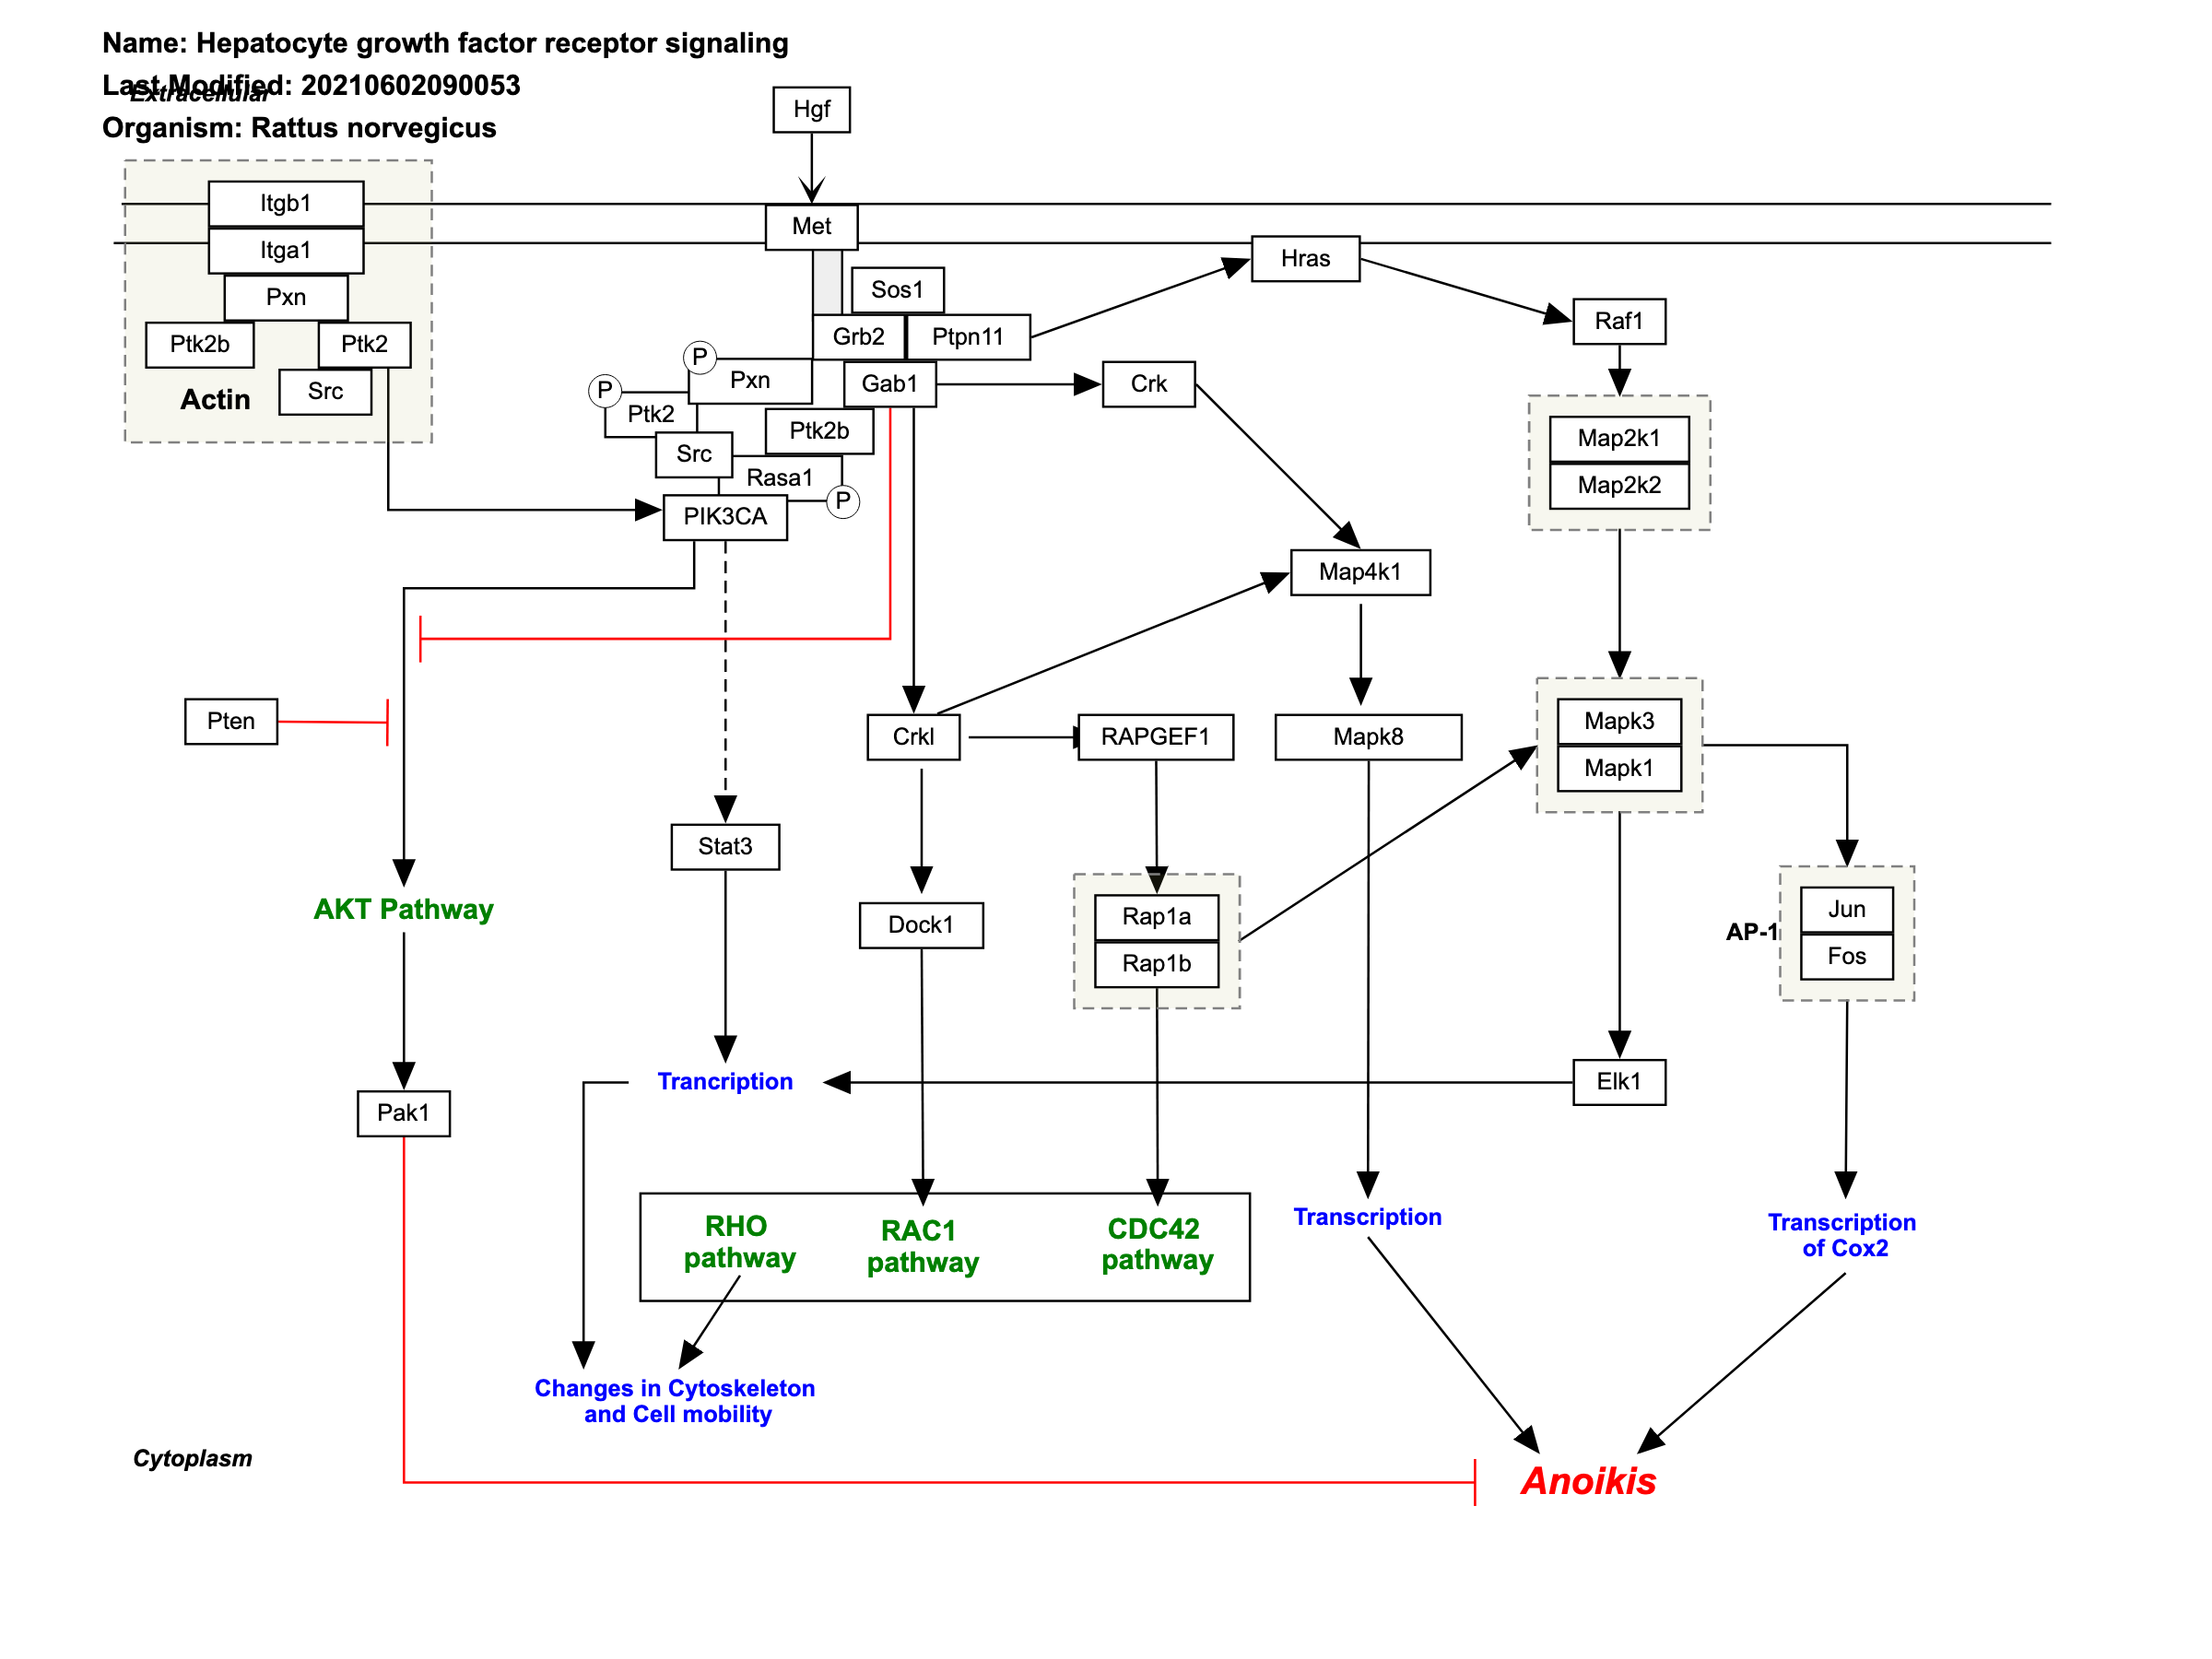 Name: Hepatocyte growth factor receptor signaling
Last Modified: 20210602090053
Extracellular
Organism: Rattus norvegicus
Hgf
Itgb1
Met
Itga1
Hras
Pxn
Sos1
Raf1
Ptk2b
Ptk2
Grb2
Ptpn11
P
Pxn
Gab1
Crk
Src
Actin
P
Ptk2
Ptk2b
Map2k1
Src
Rasa1
Map2k2
P
PIK3CA
Map4k1
Pten
Crkl
RAPGEF1
Mapk8
Mapk3
Mapk1
Stat3
AKT Pathway
Dock1
Rap1a
Rap1b
AP-1
Jun
Fos
Trancription
Elk1
Pak1
RHO
pathway
RAC1
pathway
CDC42
pathway
Transcription
Transcription
of Cox2
Changes in Cytoskeleton
and Cell mobility
Cytoplasm
Anoikis